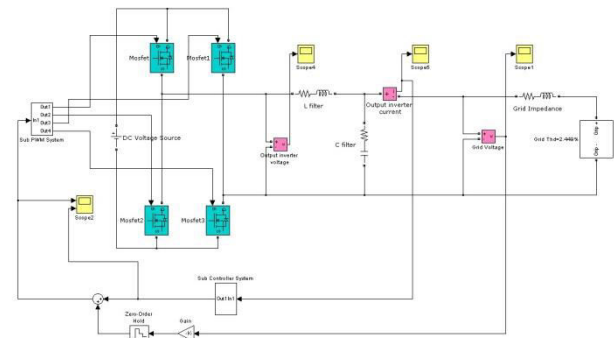 Mosfet
Mosfet1
Scope4
Scope5
Scope1
In1
Out1
Out2
Out3
Out4
Sub PWM System
DC Voltage Source
L filter
Output inverter
current
Grid Impedance
Output inverter
voltage
C filter
Grid Voltage
Grid Thd=2.448%
Scope2
Mosfet2
Mosfet3
Sub Controller System
Out1 In1
Zero-Order
Hold
Gain